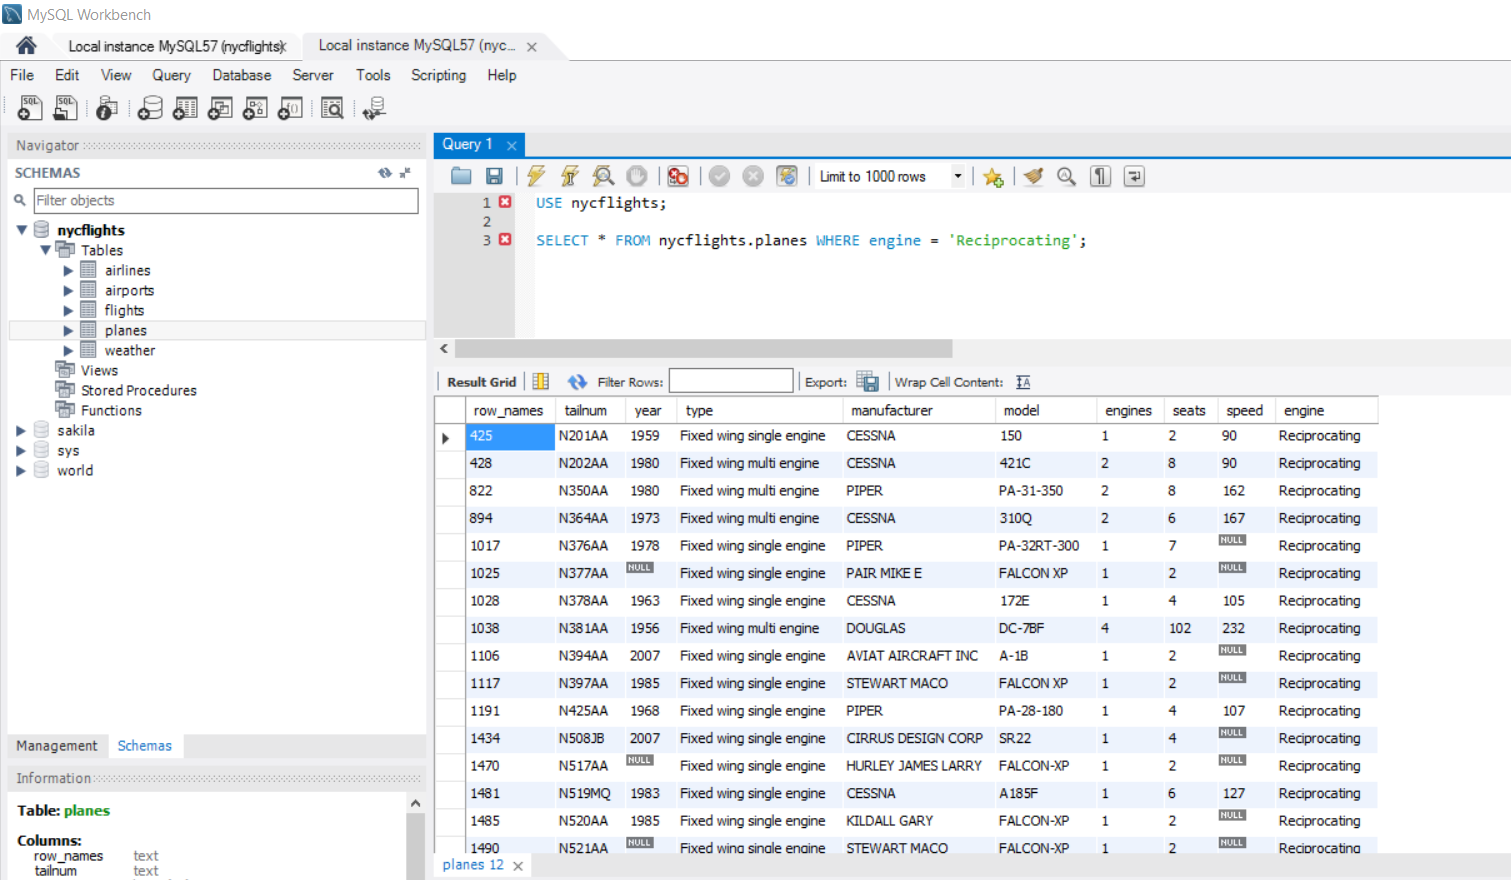 MySQL Workbench
Local instance MySQL57 (nycflights) Local instance MySQL57 (nyc...
File Edit View Query Database Server Tools Scripting Help
Navigator
SCHEMAS
Filter objects
nycflights
Tables
airlines
airports
flights
planes
weather
Views
Stored Procedures
Functions
sakila
sys
world
Management Schemas
Information
Table: planes
Columns:
row_names text
tailnum text
Query 1
Limit to 1000 rows
1 USE nycflights;
2
3 SELECT * FROM nycflights.planes WHERE engine = 'Reciprocating';
Result Grid Filter Rows: Export: Wrap Cell Content:
row_names tailnum year type manufacturer model engines seats speed engine
425 N201AA 1959 Fixed wing single engine CESSNA 150 1 2 90 Reciprocating
428 N202AA 1980 Fixed wing multi engine CESSNA 421C 2 8 90 Reciprocating
822 N350AA 1980 Fixed wing multi engine PIPER PA-31-350 2 8 162 Reciprocating
894 N364AA 1973 Fixed wing multi engine CESSNA 310Q 2 6 167 Reciprocating
1017 N376AA 1978 Fixed wing single engine PIPER PA-32RT-300 1 7 NULL Reciprocating
1025 N377AA NULL Fixed wing single engine PAIR MIKE E FALCON XP 1 2 NULL Reciprocating
1028 N378AA 1963 Fixed wing single engine CESSNA 172E 1 4 105 Reciprocating
1038 N381AA 1956 Fixed wing multi engine DOUGLAS DC-7BF 4 102 232 Reciprocating
1106 N394AA 2007 Fixed wing single engine AVIAT AIRCRAFT INC A-1B 1 2 NULL Reciprocating
1117 N397AA 1985 Fixed wing single engine STEWART MACO FALCON XP 1 2 NULL Reciprocating
1191 N425AA 1968 Fixed wing single engine PIPER PA-28-180 1 4 107 Reciprocating
1434 N508JB 2007 Fixed wing single engine CIRRUS DESIGN CORP SR22 1 4 NULL Reciprocating
1470 N517AA NULL Fixed wing single engine HURLEY JAMES LARRY FALCON-XP 1 2 NULL Reciprocating
1481 N519MQ 1983 Fixed wing single engine CESSNA A185F 1 6 127 Reciprocating
1485 N520AA 1985 Fixed wing single engine KILDALL GARY FALCON-XP 1 2 NULL Reciprocating
1490 N521AA NULL Fixed wing single engine STEWART MACO FALCON-XP 1 2 NULL Reciprocating
planes 12